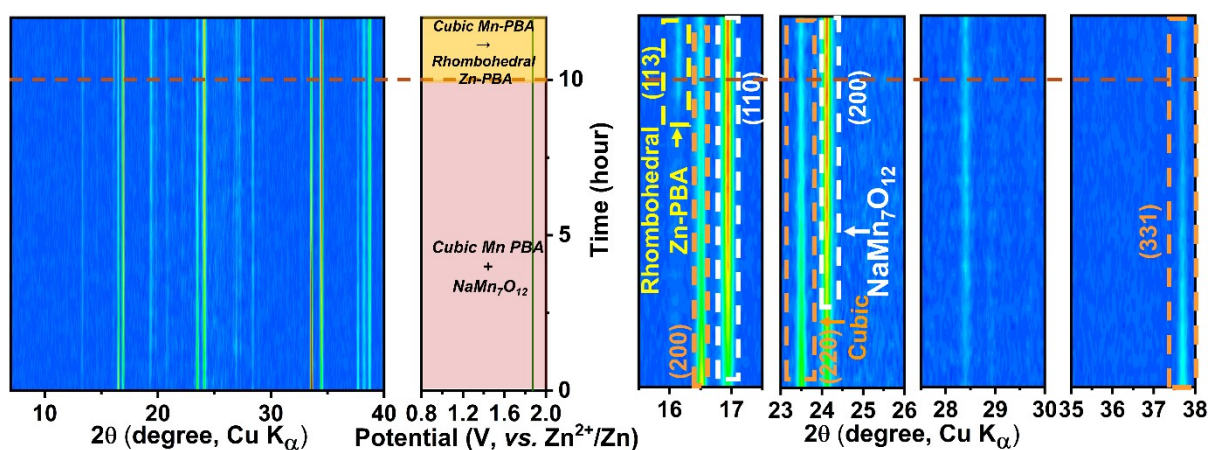 Cubic Mn-PBA
→
Rhombohedral
Zn-PBA
Cubic Mn PBA
+
NaMn₇O₁₂
10
5
0
Time (hour)
10 20 30 40
2θ (degree, Cu Kα)
0.8 1.2 1.6 2.0
Potential (V, vs. Zn²⁺/Zn)
Rhombohedral (113)
Zn-PBA
(200)
(110)
(200)
NaMn₇O₁₂
(220)
Cubic
(331)
16 17
23 24 25 26
28 29 30
35 36 37 38
2θ (degree, Cu Kα)